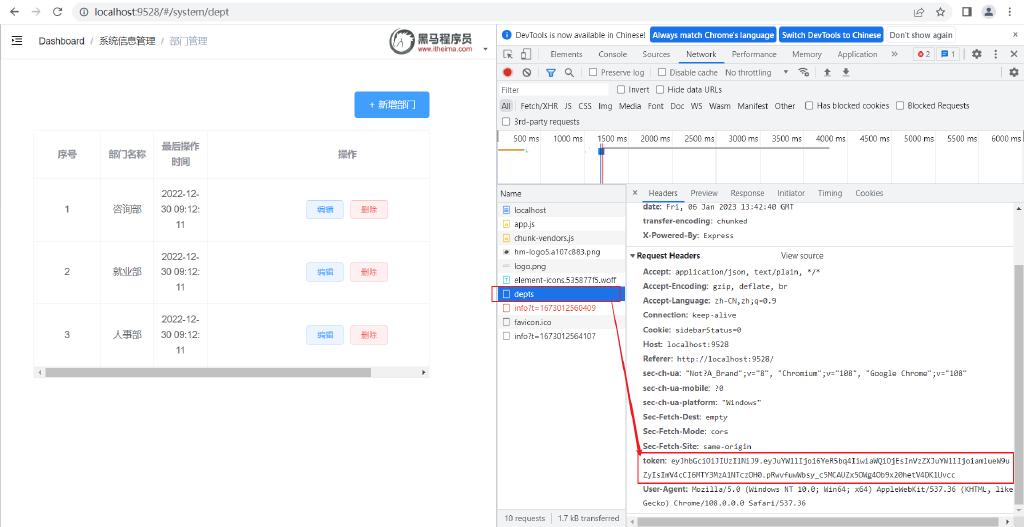 localhost:9528/#/system/dept
Dashboard / 系统信息管理 / 部门管理
黑马程序员
www.itheima.com
+ 新增部门
序号 部门名称 最后操作时间 操作
1 咨询部 2022-12-30 09:12:11 编辑 删除
2 就业部 2022-12-30 09:12:11 编辑 删除
3 人事部 2022-12-30 09:12:11 编辑 删除
DevTools is now available in Chinese! Always match Chrome's language Switch DevTools to Chinese Don't show again
Elements Console Sources Network Performance Memory Application » 2 1
Preserve log Disable cache No throttling
Filter Invert Hide data URLs
All Fetch/XHR JS CSS Img Media Font Doc WS Wasm Manifest Other Has blocked cookies Blocked Requests
3rd-party requests
500 ms 1000 ms 1500 ms 2000 ms 2500 ms 3000 ms 3500 ms 4000 ms 4500 ms 5000 ms 5500 ms 6000 ms
Name
localhost
app.js
chunk-vendors.js
hm-logo5.a107c883.png
logo.png
element-icons.535877f5.woff
depts
info?t=1673012560409
favicon.ico
info?t=1673012564107
10 requests 1.7 kB transferred
× Headers Preview Response Initiator Timing Cookies
date: Fri, 06 Jan 2023 13:42:40 GMT
transfer-encoding: chunked
X-Powered-By: Express
Request Headers View source
Accept: application/json, text/plain, */*
Accept-Encoding: gzip, deflate, br
Accept-Language: zh-CN,zh;q=0.9
Connection: keep-alive
Cookie: sidebarStatus=0
Host: localhost:9528
Referer: http://localhost:9528/
sec-ch-ua: "Not?A_Brand";v="8", "Chromium";v="108", "Google Chrome";v="108"
sec-ch-ua-mobile: ?0
sec-ch-ua-platform: "Windows"
Sec-Fetch-Dest: empty
Sec-Fetch-Mode: cors
Sec-Fetch-Site: same-origin
token:
User-Agent: Mozilla/5.0 (Windows NT 10.0; Win64; x64) AppleWebKit/537.36 (KHTML, like
Gecko) Chrome/108.0.0.0 Safari/537.36